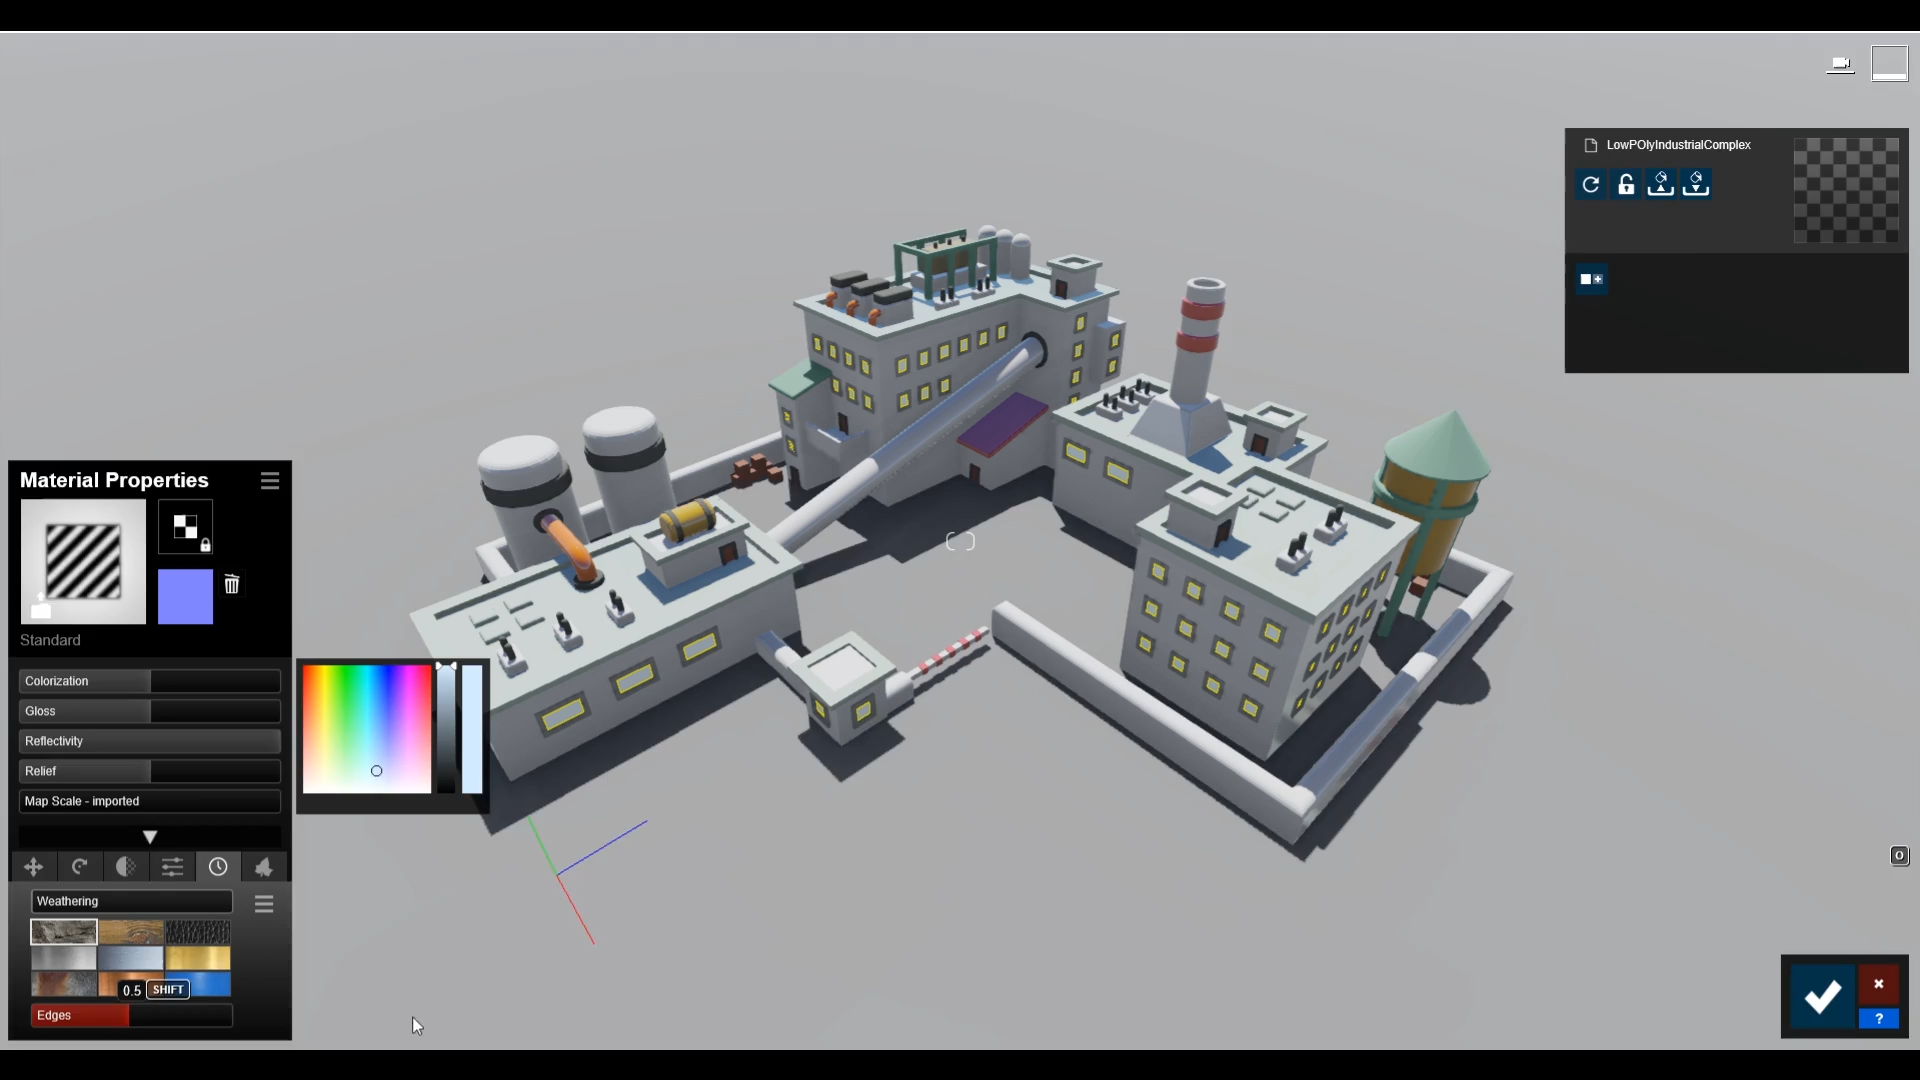 LowPOlyIndustrialComplex
Material Properties
Standard
Colorization
Gloss
Reflectivity
Relief
Map Scale - imported
Weathering
0.5 SHIFT
Edges
O
?